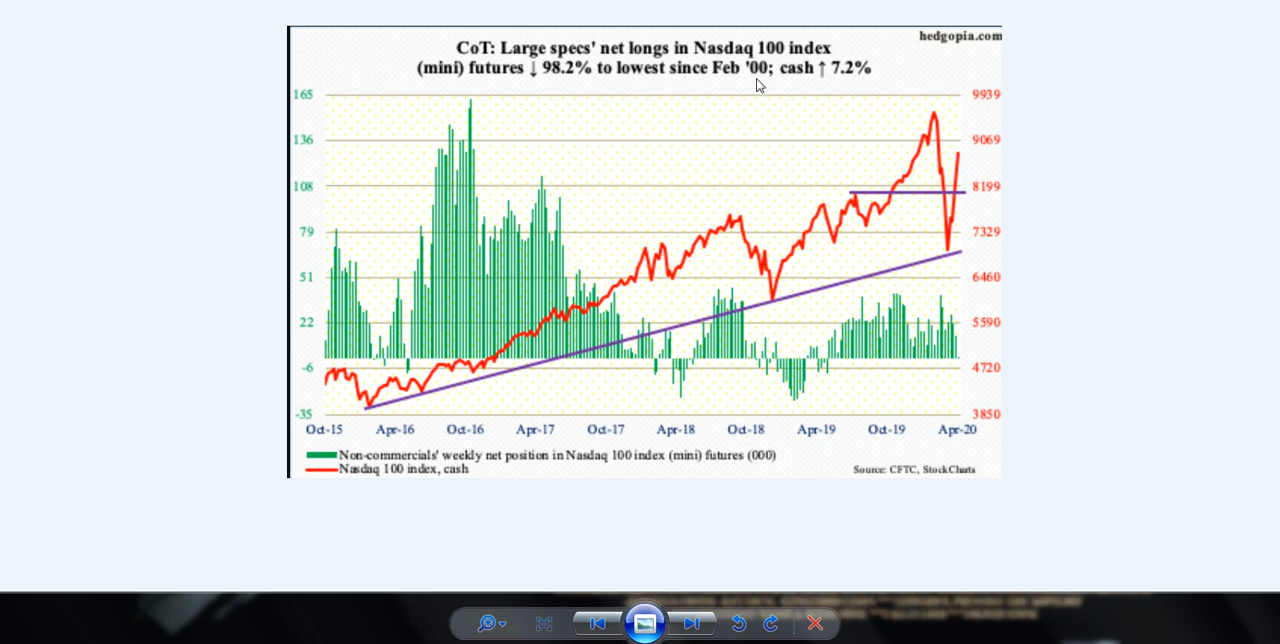 hedgopia.com
CoT: Large specs' net longs in Nasdaq 100 index
(mini) futures ↓ 98.2% to lowest since Feb '00; cash ↑ 7.2%
165 9939
136 9069
108 8199
79 7329
51 6460
22 5590
-6 4720
-35 3850
Oct-15 Apr-16 Oct-16 Apr-17 Oct-17 Apr-18 Oct-18 Apr-19 Oct-19 Apr-20
Non-commercials' weekly net position in Nasdaq 100 index (mini) futures (000)
Nasdaq 100 index, cash
Source: CFTC, StockCharts